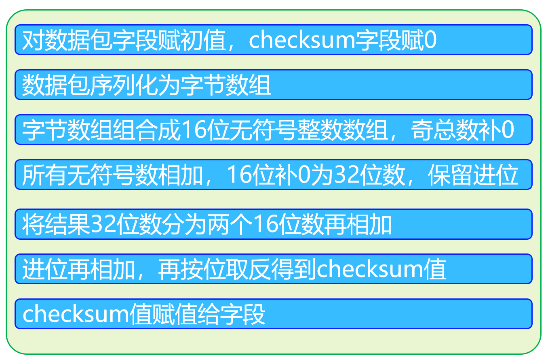 对数据包字段赋初值，checksum字段赋0
数据包序列化为字节数组
字节数组组合成16位无符号整数数组，奇总数补0
所有无符号数相加，16位补0为32位数，保留进位
将结果32位数分为两个16位数再相加
进位再相加，再按位取反得到checksum值
checksum值赋值给字段